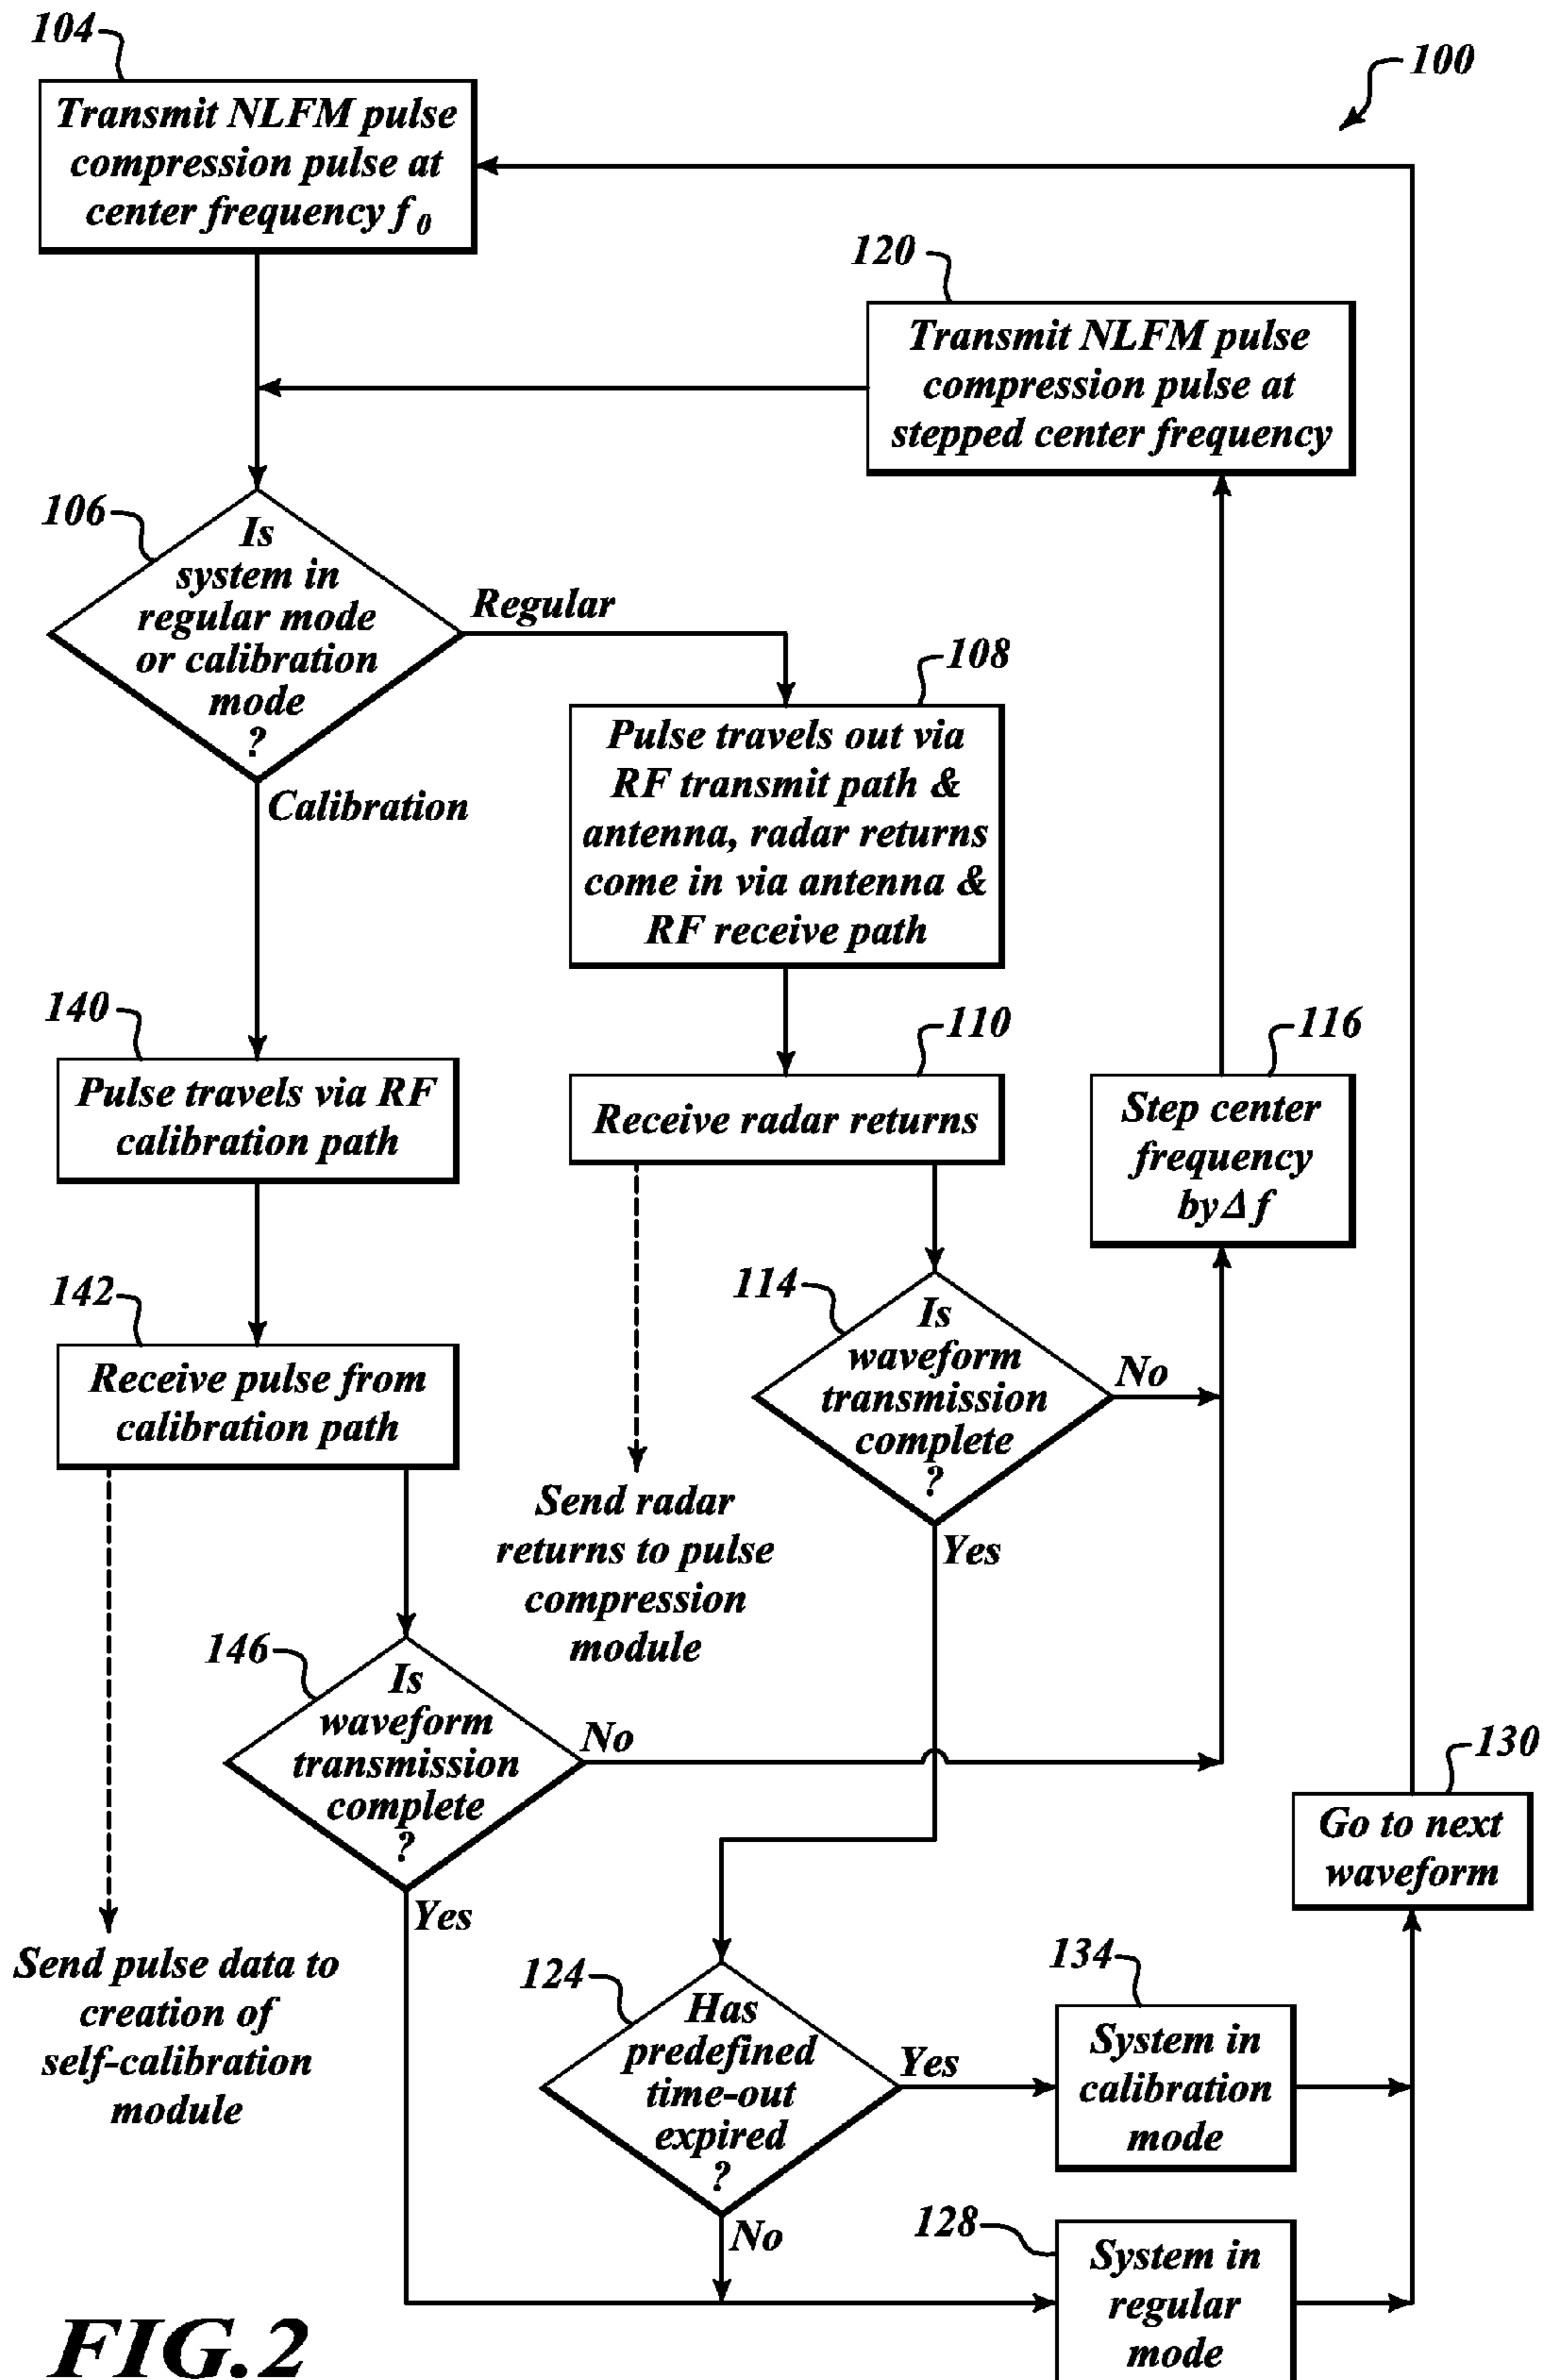 104
100
Transmit NLFM pulse
compression pulse at
center frequency f0
120
Transmit NLFM pulse
compression pulse at
stepped center frequency
106
Is
system in
regular mode
or calibration
mode
?
Regular
Calibration
108
Pulse travels out via
RF transmit path &
antenna, radar returns
come in via antenna &
RF receive path
140
Pulse travels via RF
calibration path
110
Receive radar returns
116
Step center
frequency
by Δ f
142
Receive pulse from
calibration path
114
Is
waveform
transmission
complete
?
No
Yes
Send radar
returns to pulse
compression
module
146
Is
waveform
transmission
complete
?
No
Yes
130
Go to next
waveform
Send pulse data to
creation of
self-calibration
module
124
Has
predefined
time-out
expired
?
Yes
No
134
System in
calibration
mode
128
System in
regular
mode
FIG.2